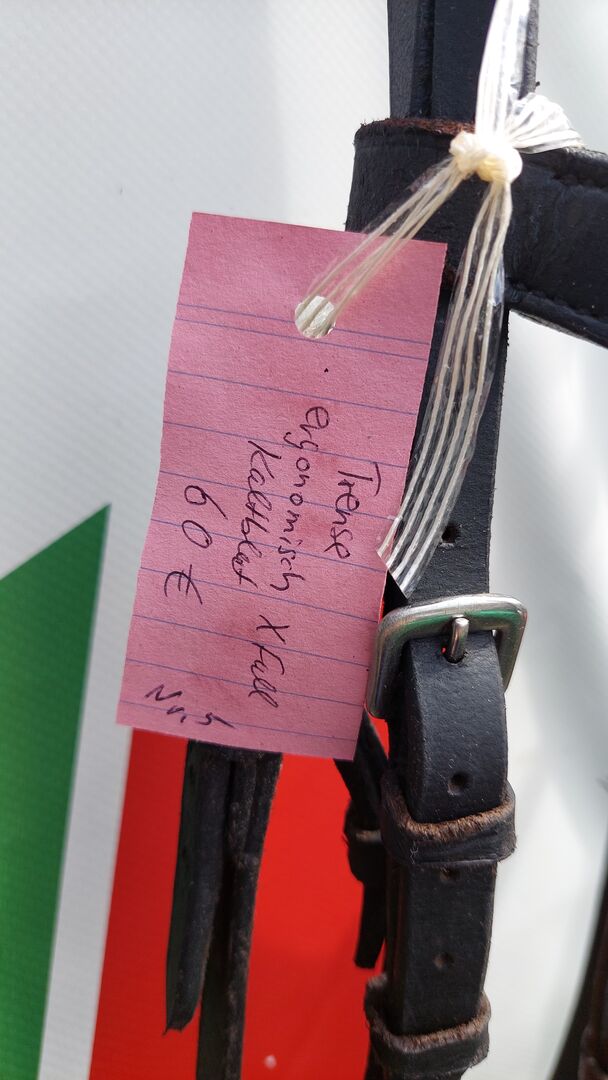 Trense
ergonomisch X full
Kaltblut
60 €
Nr. 5